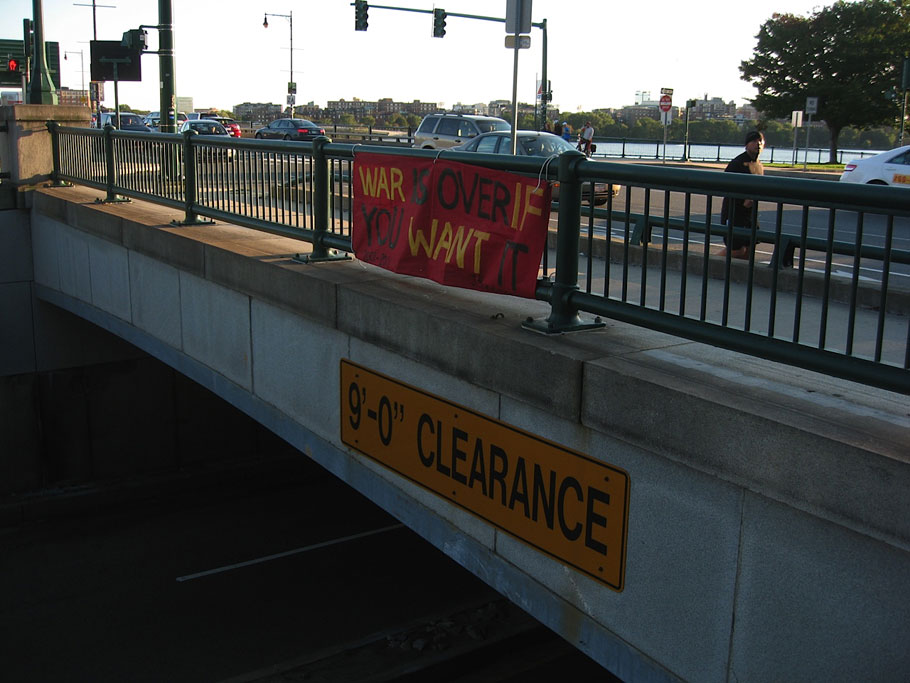 WAR IS OVER IF
YOU WANT IT
9'-0" CLEARANCE